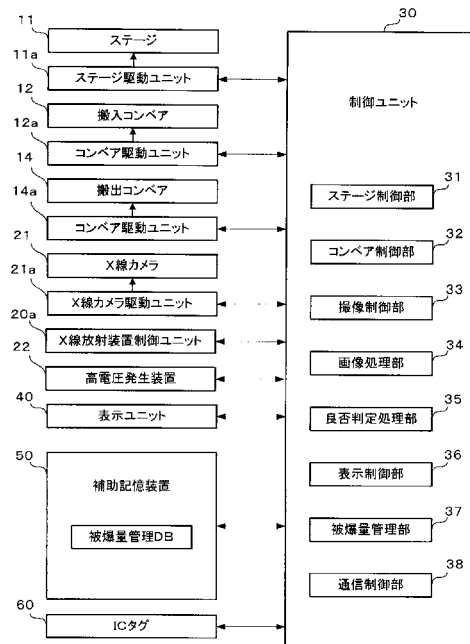 11
ステージ
11a
ステージ駆動ユニット
12
搬入コンベア
12a
コンベア駆動ユニット
14
搬出コンベア
14a
コンベア駆動ユニット
21
X線カメラ
21a
X線カメラ駆動ユニット
20a
X線放射装置制御ユニット
22
高電圧発生装置
40
表示ユニット
50
補助記憶装置
被爆量管理DB
60
ICタグ
30
制御ユニット
31
ステージ制御部
32
コンベア制御部
33
撮像制御部
34
画像処理部
35
良否判定処理部
36
表示制御部
37
被爆量管理部
38
通信制御部